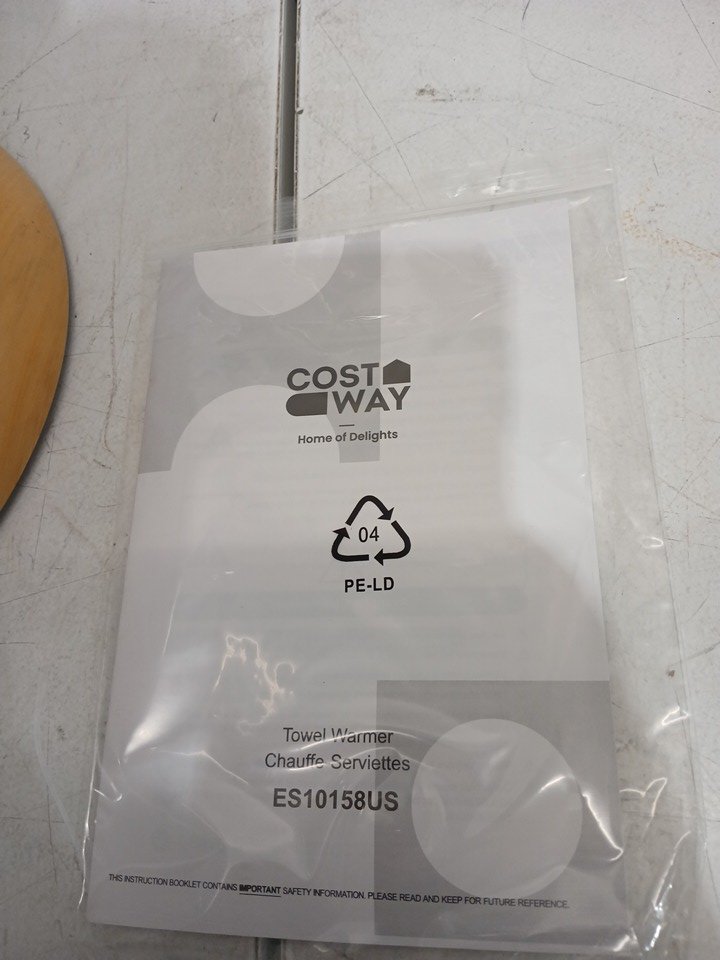 COST
WAY
Home of Delights
04
PE-LD
Towel Warmer
Chauffe Serviettes
ES10158US
THIS INSTRUCTION BOOKLET CONTAINS IMPORTANT SAFETY INFORMATION. PLEASE READ AND KEEP FOR FUTURE REFERENCE.